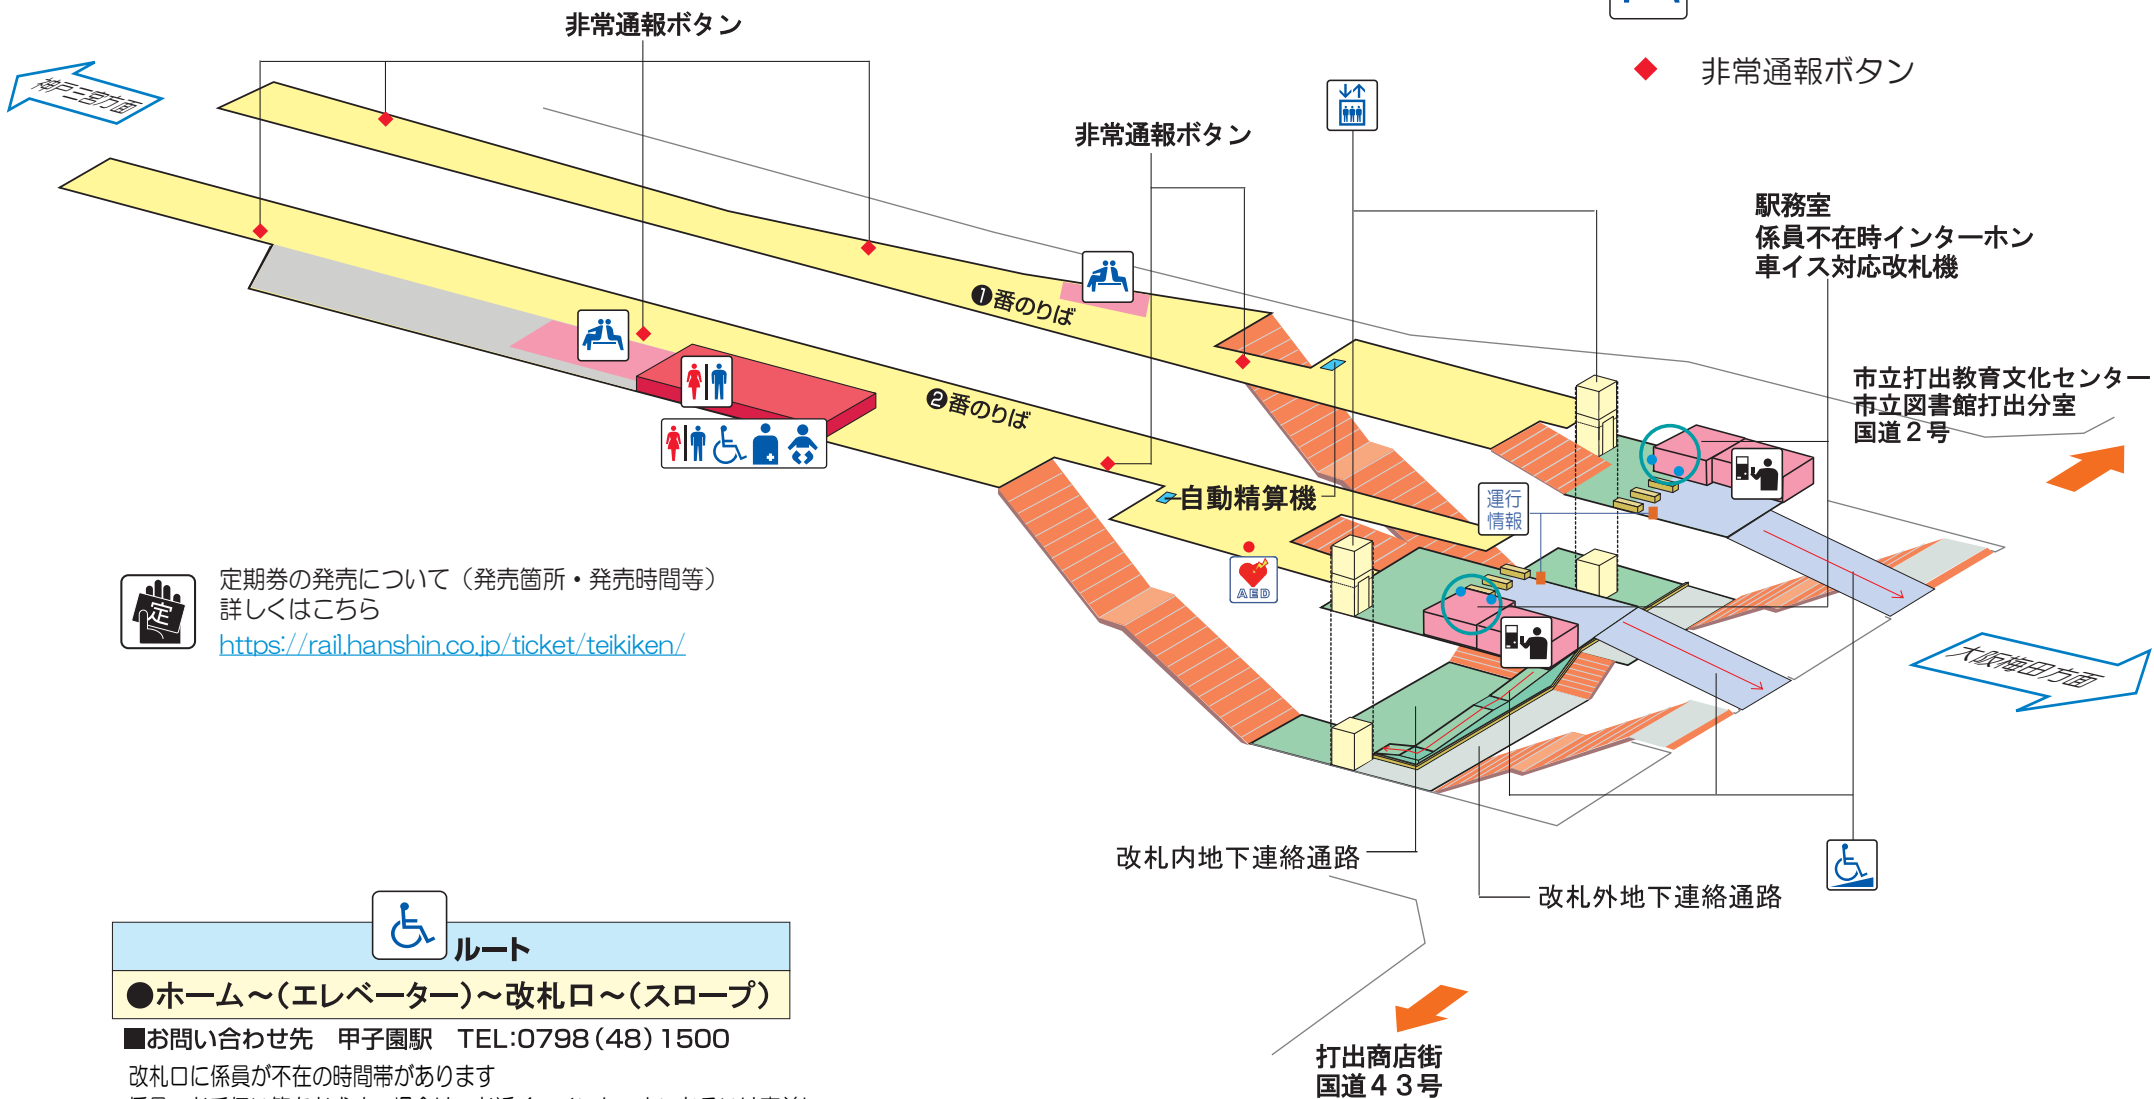 非常通報ボタン
非常通報ボタン
神戸三宮方面
非常通報ボタン
駅務室
係員不在時インターホン
車イス対応改札機
❶番のりば
市立打出教育文化センター
市立図書館打出分室
国道2号
❷番のりば
自動精算機
運行
情報
AED
定
定期券の発売について（発売箇所・発売時間等）
詳しくはこちら
https://rail.hanshin.co.jp/ticket/teikiken/
大阪梅田方面
改札内地下連絡通路
改札外地下連絡通路
ルート
●ホーム～(エレベーター)～改札口～(スロープ)
■お問い合わせ先　甲子園駅　TEL:0798(48)1500
改札口に係員が不在の時間帯があります
打出商店街
国道43号